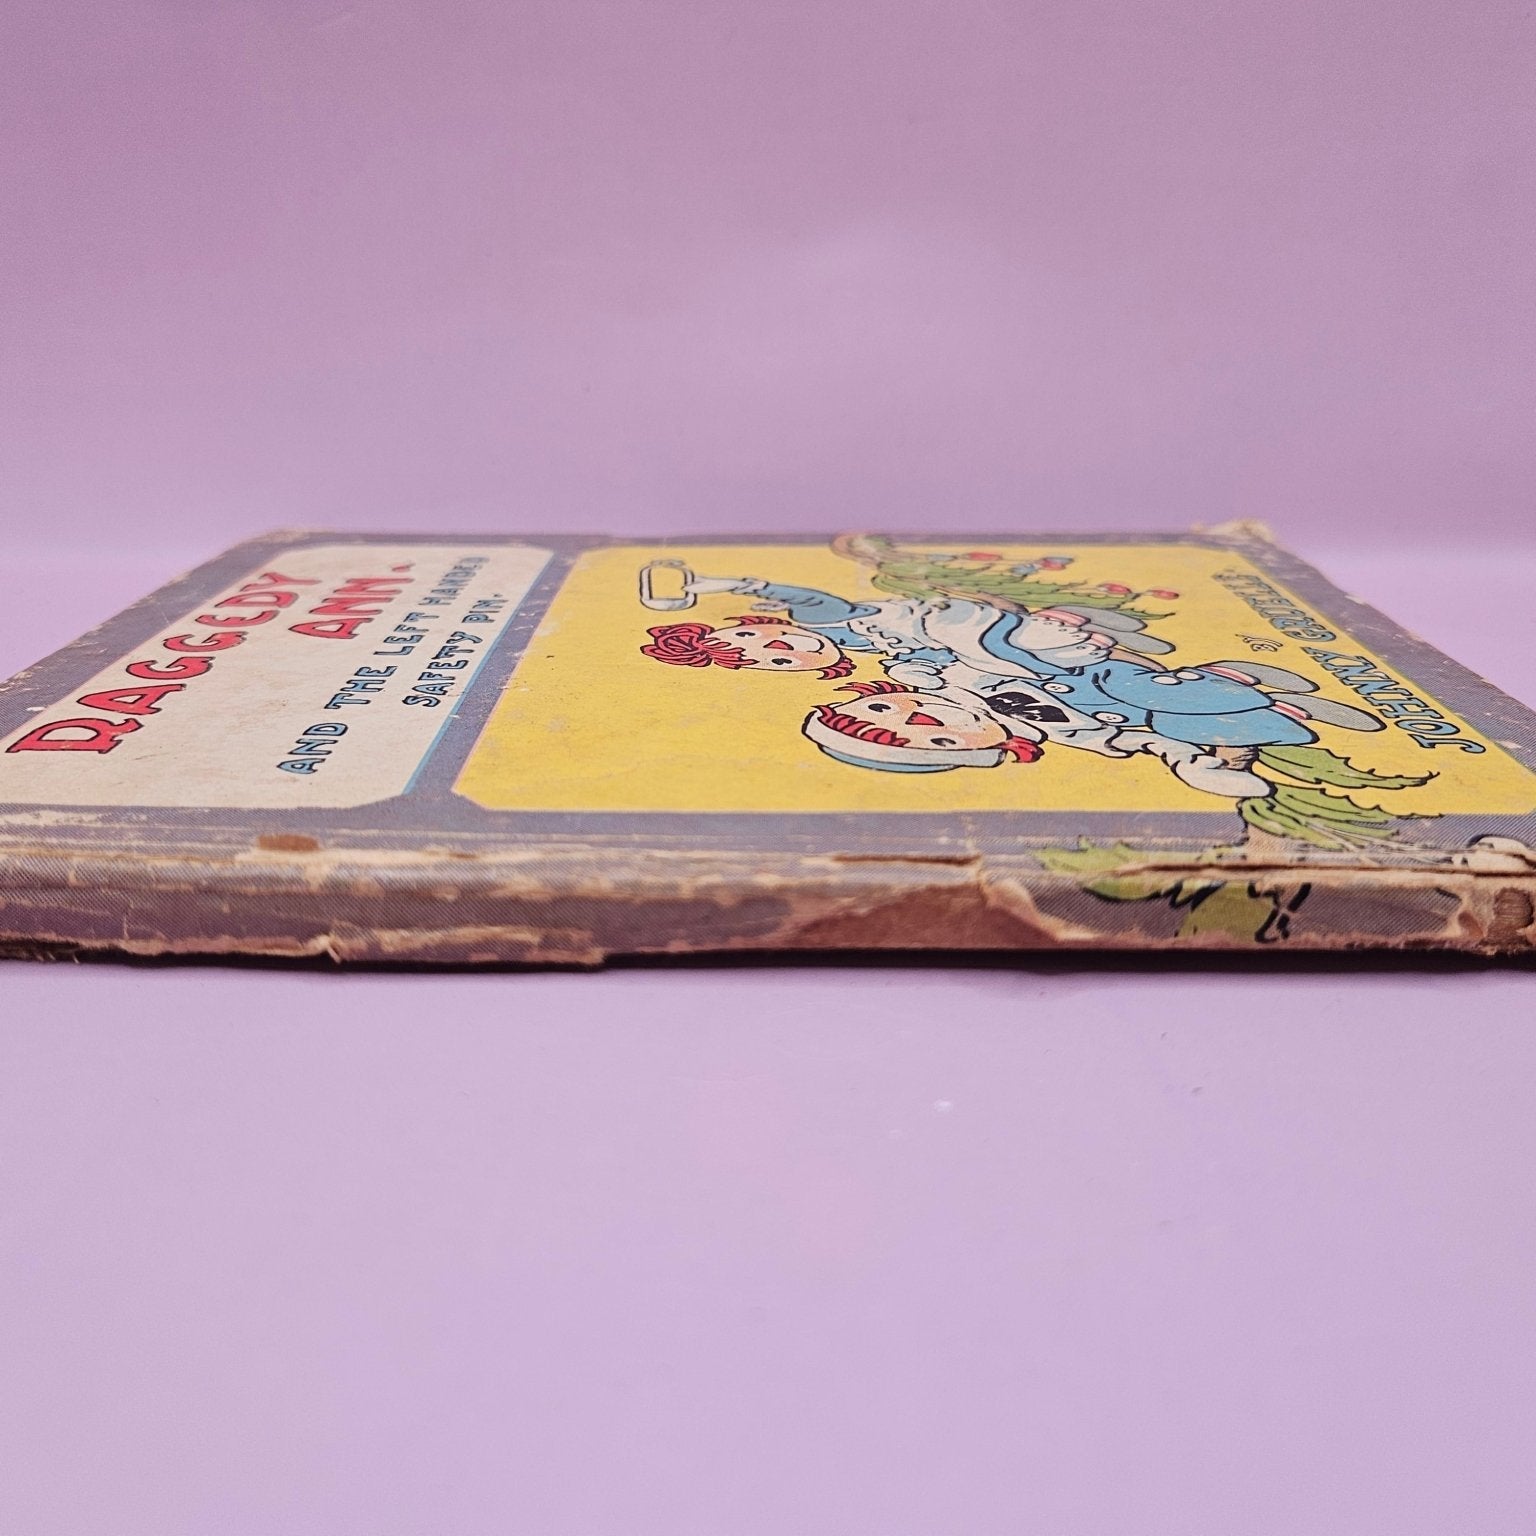 RAGGEDY
ANN
AND THE LEFT HANDED
SAFETY PIN.
JOHNNY GRUELLE